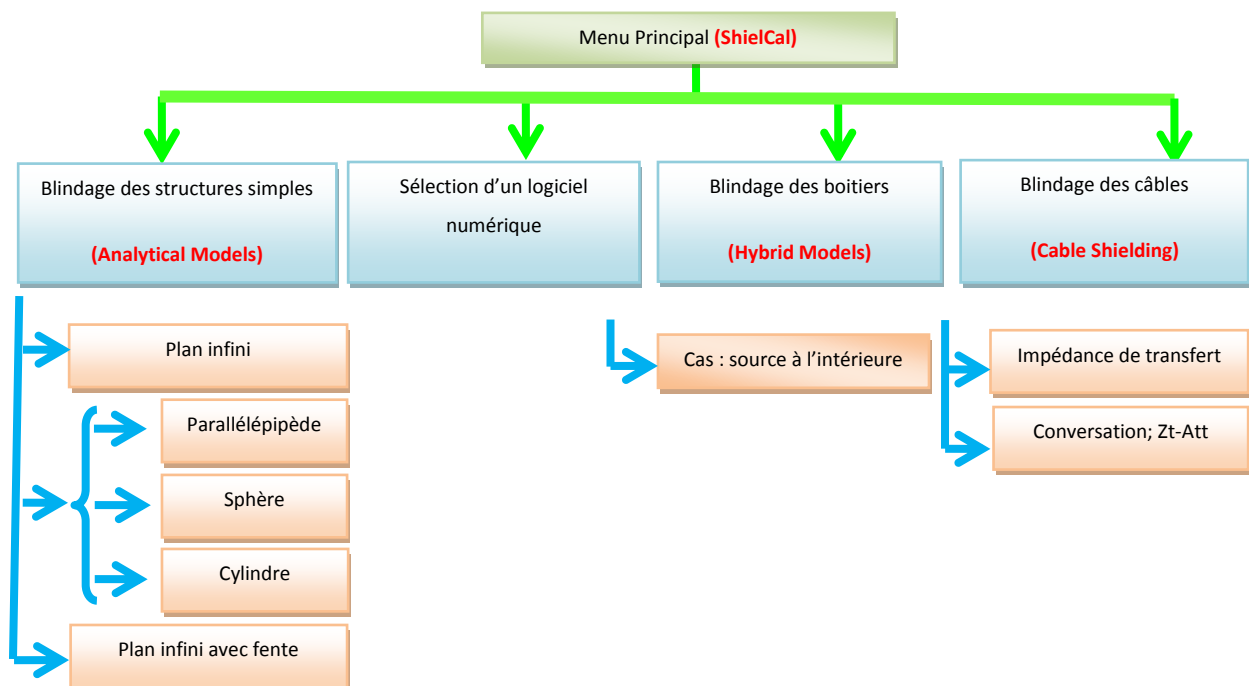 Menu Principal (ShielCal)
Blindage des structures simples
(Analytical Models)
Sélection d’un logiciel
numérique
Blindage des boitiers
(Hybrid Models)
Blindage des câbles
(Cable Shielding)
Plan infini
Parallélépipède
Sphère
Cylindre
Plan infini avec fente
Cas : source à l’intérieure
Impédance de transfert
Conversation; Zt-Att